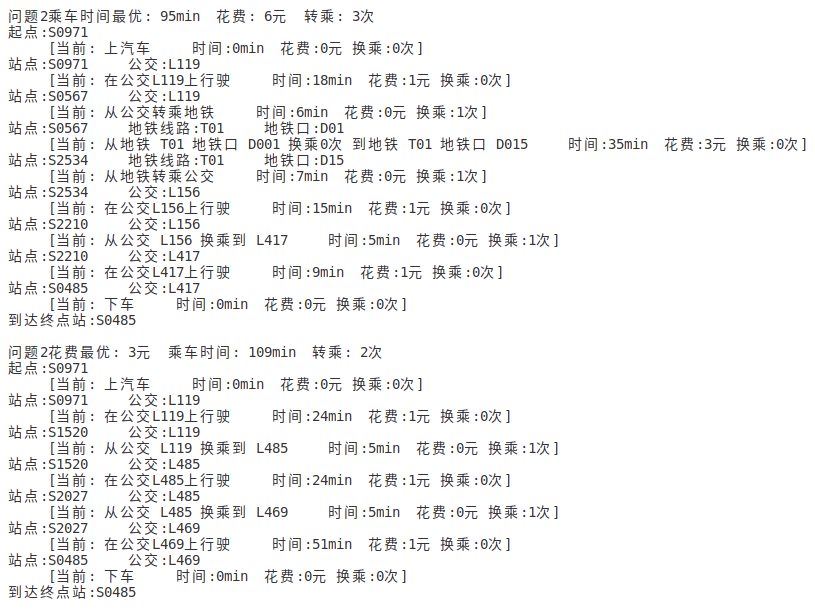 问题2乘车时间最优: 95min 花费: 6元 转乘: 3次
起点:S0971
[当前: 上汽车 时间:0min 花费:0元 换乘:0次]
站点:S0971 公交:L119
[当前: 在公交L119上行驶 时间:18min 花费:1元 换乘:0次]
站点:S0567 公交:L119
[当前: 从公交转乘地铁 时间:6min 花费:0元 换乘:1次]
站点:S0567 地铁线路:T01 地铁口:D01
[当前: 从地铁 T01 地铁口 D001 换乘0次 到地铁 T01 地铁口 D015 时间:35min 花费:3元 换乘:0次]
站点:S2534 地铁线路:T01 地铁口:D15
[当前: 从地铁转乘公交 时间:7min 花费:0元 换乘:1次]
站点:S2534 公交:L156
[当前: 在公交L156上行驶 时间:15min 花费:1元 换乘:0次]
站点:S2210 公交:L156
[当前: 从公交 L156 换乘到 L417 时间:5min 花费:0元 换乘:1次]
站点:S2210 公交:L417
[当前: 在公交L417上行驶 时间:9min 花费:1元 换乘:0次]
站点:S0485 公交:L417
[当前: 下车 时间:0min 花费:0元 换乘:0次]
到达终点站:S0485
问题2花费最优: 3元 乘车时间: 109min 转乘: 2次
起点:S0971
[当前: 上汽车 时间:0min 花费:0元 换乘:0次]
站点:S0971 公交:L119
[当前: 在公交L119上行驶 时间:24min 花费:1元 换乘:0次]
站点:S1520 公交:L119
[当前: 从公交 L119 换乘到 L485 时间:5min 花费:0元 换乘:1次]
站点:S1520 公交:L485
[当前: 在公交L485上行驶 时间:24min 花费:1元 换乘:0次]
站点:S2027 公交:L485
[当前: 从公交 L485 换乘到 L469 时间:5min 花费:0元 换乘:1次]
站点:S2027 公交:L469
[当前: 在公交L469上行驶 时间:51min 花费:1元 换乘:0次]
站点:S0485 公交:L469
[当前: 下车 时间:0min 花费:0元 换乘:0次]
到达终点站:S0485